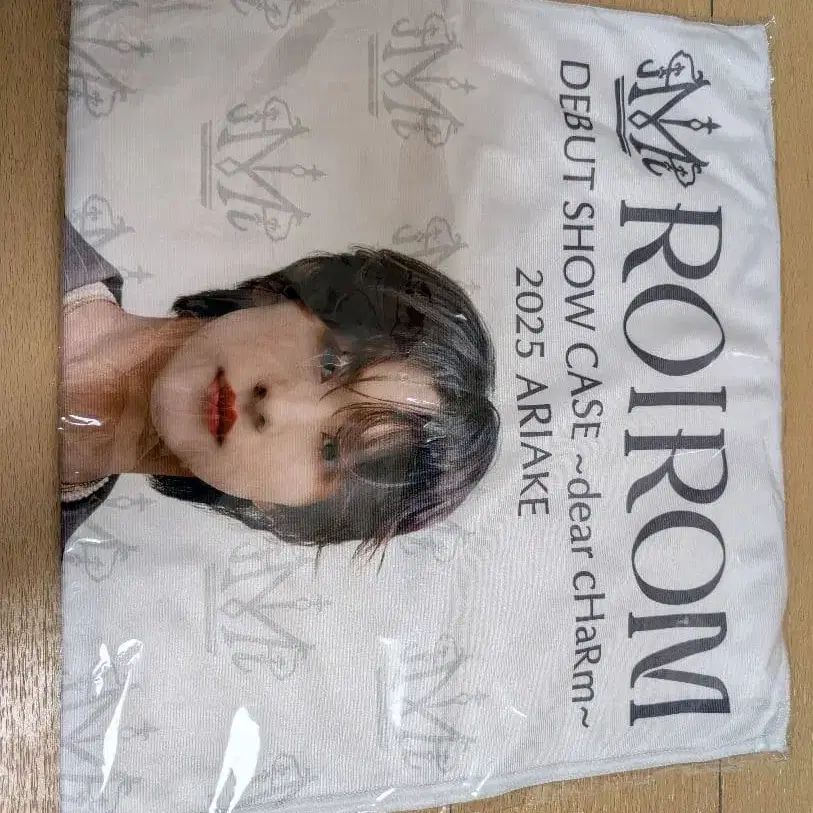 ROIROM
DEBUT SHOW CASE ~dear cHaRm~
2025 ARIAKE